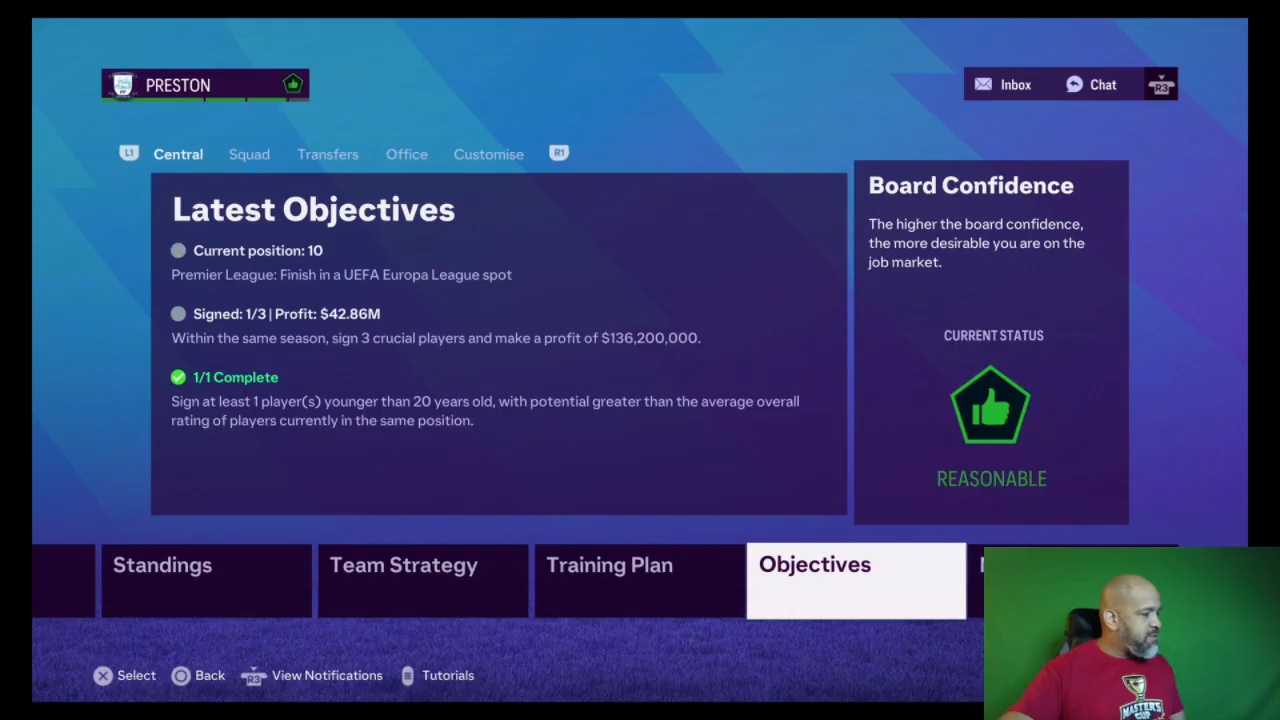 PRESTON
Inbox
Chat
R3
L1
Central
Squad
Transfers
Office
Customise
R1
Latest Objectives
Current position: 10
Premier League: Finish in a UEFA Europa League spot
Signed: 1/3 | Profit: $42.86M
Within the same season, sign 3 crucial players and make a profit of $136,200,000.
1/1 Complete
Sign at least 1 player(s) younger than 20 years old, with potential greater than the average overall
rating of players currently in the same position.
Board Confidence
The higher the board confidence,
the more desirable you are on the
job market.
CURRENT STATUS
REASONABLE
Standings
Team Strategy
Training Plan
Objectives
Select
Back
R3
View Notifications
Tutorials
MASTER'S
CUP